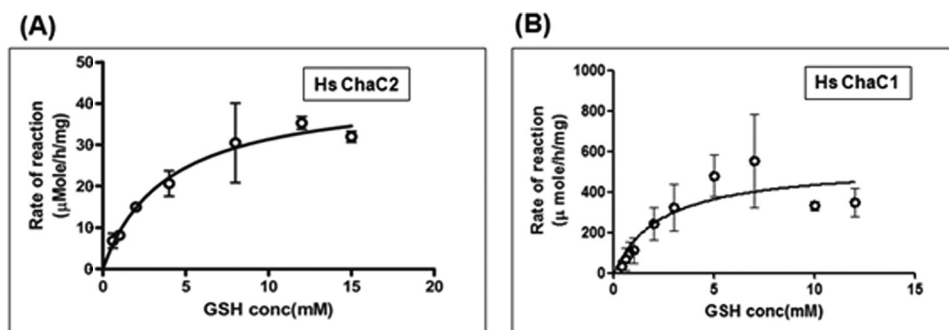 (A)
Hs ChaC2
Rate of reaction
(µMole/h/mg)
50
40
30
20
10
0
0 5 10 15 20
GSH conc(mM)
(B)
Hs ChaC1
Rate of reaction
(µ mole/h/mg)
1000
800
600
400
200
0
0 5 10 15
GSH conc(mM)